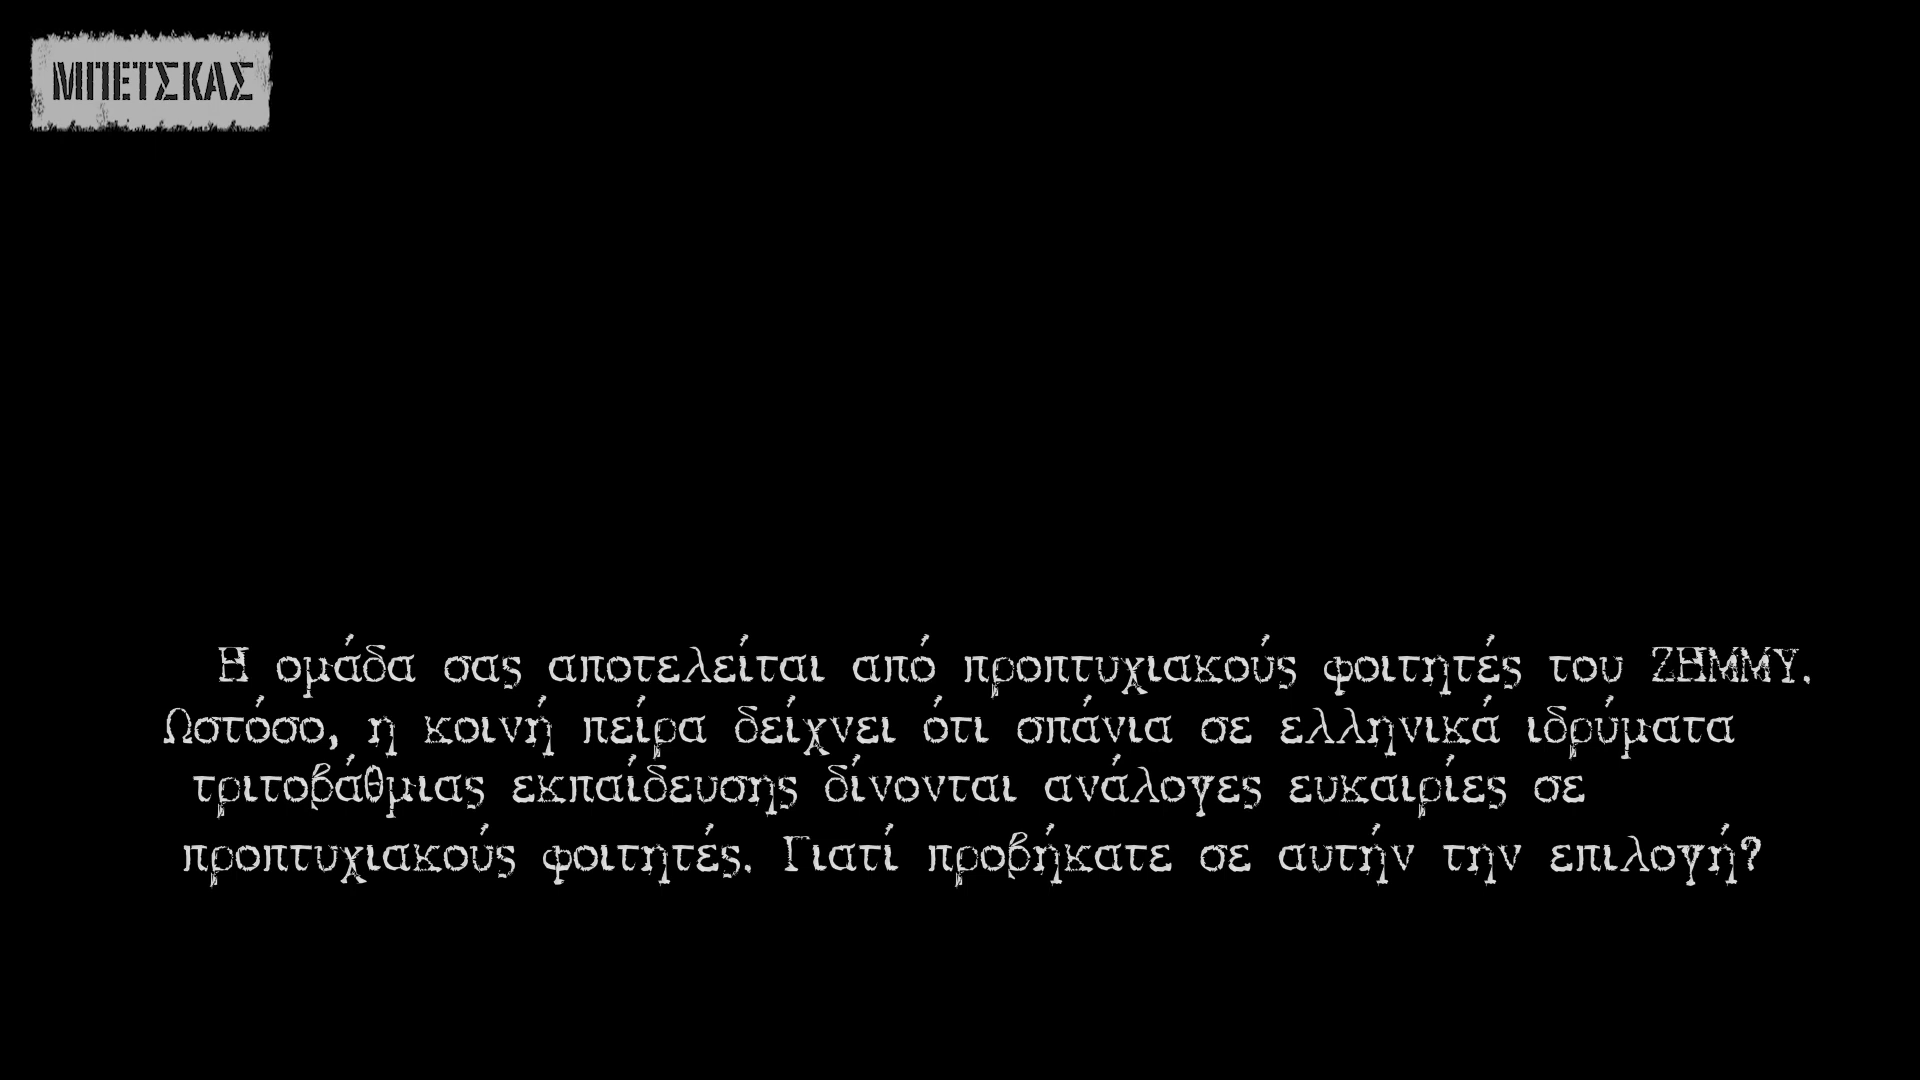 ΜΠΕΤΣΚΑΣ
Η ομάδα σας αποτελείται από προπτυχιακούς φοιτητές του ΖΗΜΜΥ.
Ωστόσο, η κοινή πείρα δείχνει ότι σπάνια σε ελληνικά ιδρύματα
τριτοβάθμιας εκπαίδευσης δίνονται ανάλογες ευκαιρίες σε
προπτυχιακούς φοιτητές. Γιατί προβήκατε σε αυτήν την επιλογή?